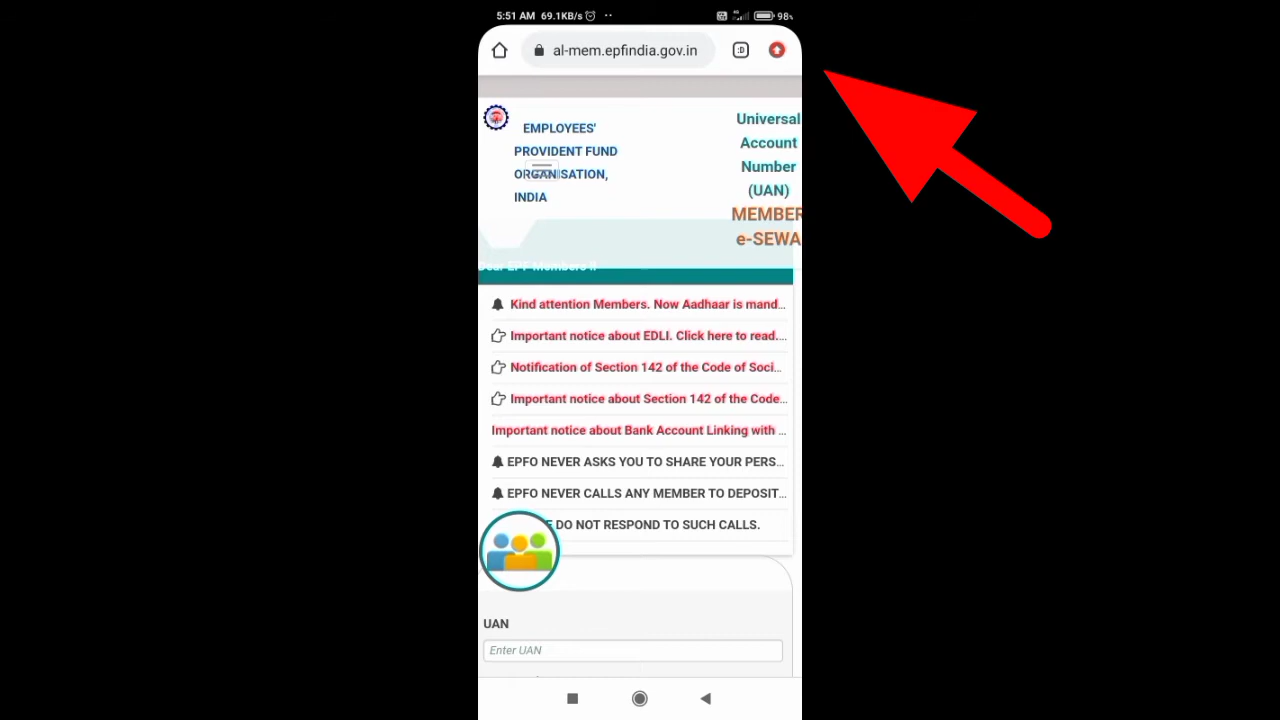 5:51 AM 69.1KB/s
4G
98%
al-mem.epfindia.gov.in
:D
EMPLOYEES'
PROVIDENT FUND
ORGANISATION,
INDIA
Universal
Account
Number
(UAN)
MEMBER
e-SEWA
Dear EPF Members !!
Kind attention Members. Now Aadhaar is mand...
Important notice about EDLI. Click here to read....
Notification of Section 142 of the Code of Soci...
Important notice about Section 142 of the Code...
Important notice about Bank Account Linking with ...
EPFO NEVER ASKS YOU TO SHARE YOUR PERS...
EPFO NEVER CALLS ANY MEMBER TO DEPOSIT...
DO NOT RESPOND TO SUCH CALLS.
UAN
Enter UAN